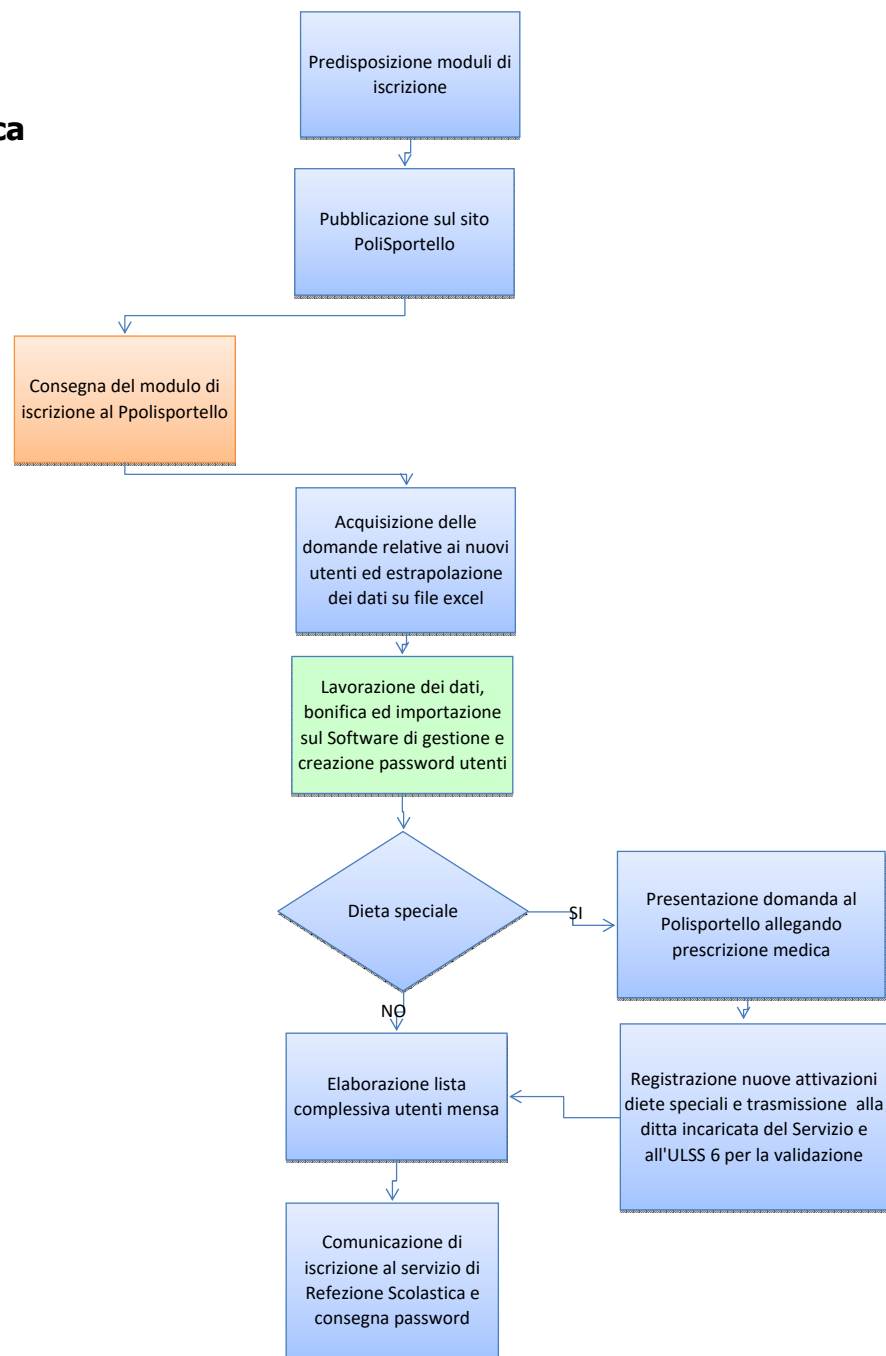 Predisposizione moduli di
iscrizione
ca
Pubblicazione sul sito
PoliSportello
Consegna del modulo di
iscrizione al Ppolisportello
Acquisizione delle
domande relative ai nuovi
utenti ed estrapolazione
dei dati su file excel
Lavorazione dei dati,
bonifica ed importazione
sul Software di gestione e
creazione password utenti
Dieta speciale
SI
Presentazione domanda al
Polisportello allegando
prescrizione medica
NO
Registrazione nuove attivazioni
diete speciali e trasmissione  alla
ditta incaricata del Servizio e
all'ULSS 6 per la validazione
Elaborazione lista
complessiva utenti mensa
Comunicazione di
iscrizione al servizio di
Refezione Scolastica e
consegna password